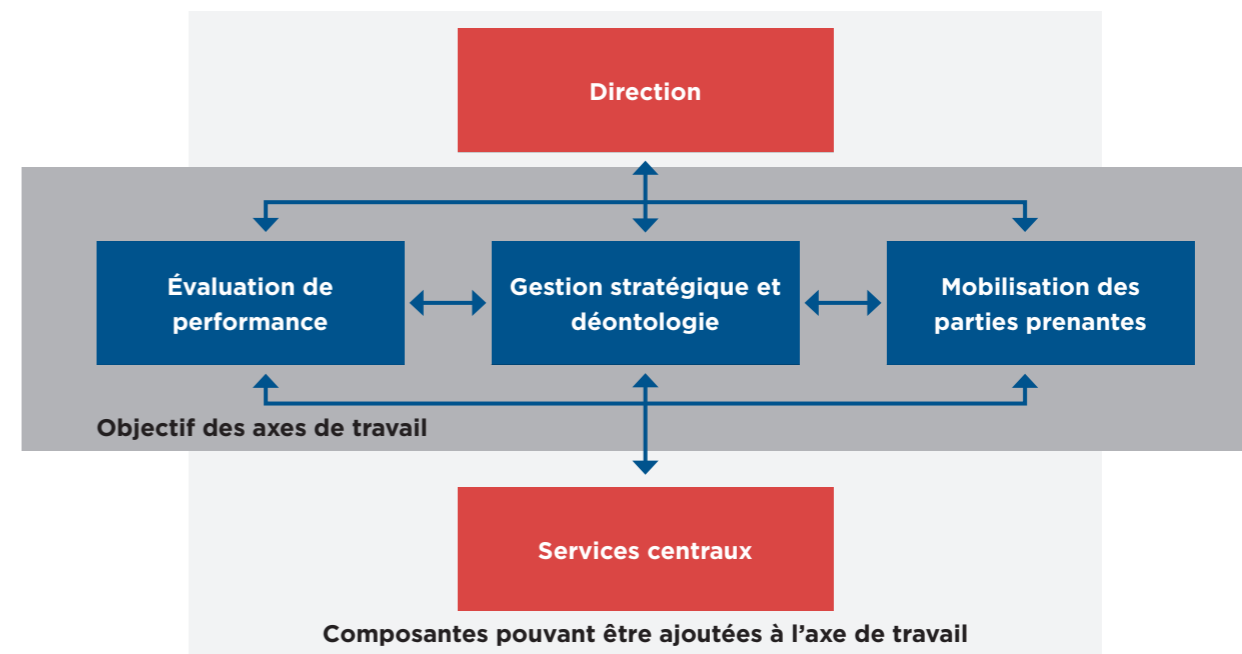 Direction
Évaluation de
performance
Gestion stratégique et
déontologie
Mobilisation des
parties prenantes
Objectif des axes de travail
Services centraux
Composantes pouvant être ajoutées à l’axe de travail